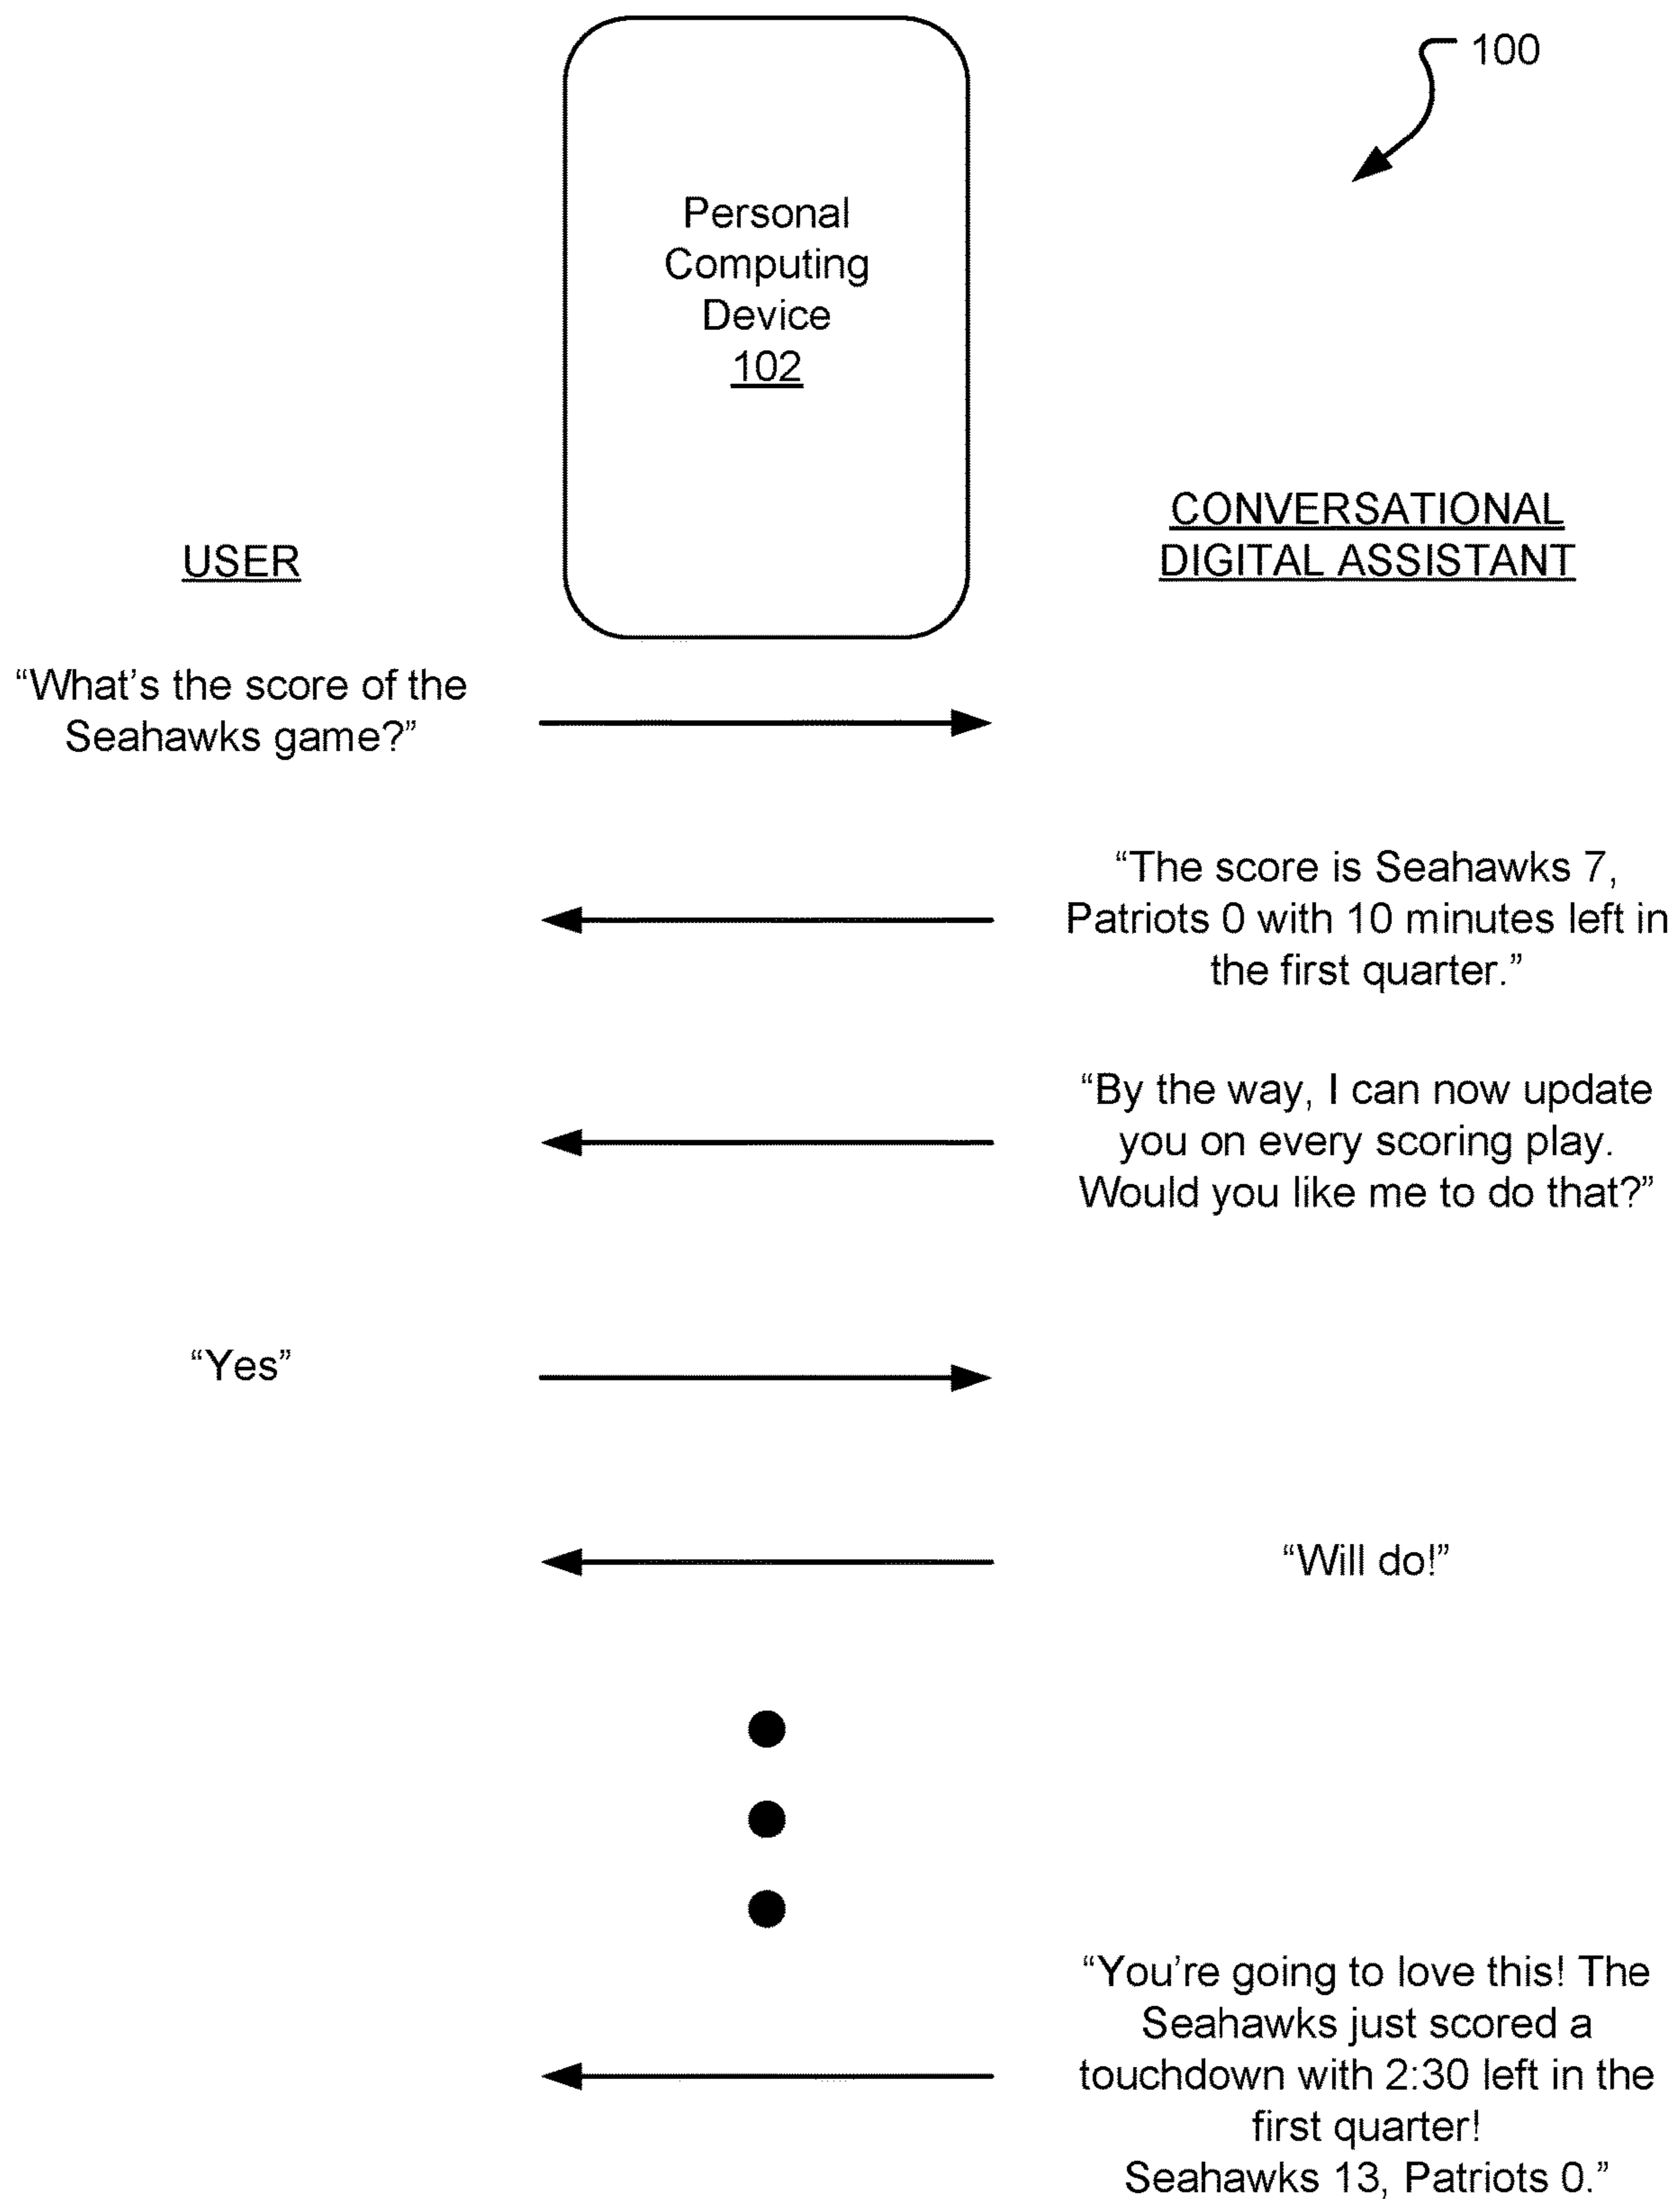 100
Personal
Computing
Device
102
CONVERSATIONAL
DIGITAL ASSISTANT
USER
“What’s the score of the
Seahawks game?”
“The score is Seahawks 7,
Patriots 0 with 10 minutes left in
the first quarter.”
“By the way, I can now update
you on every scoring play.
Would you like me to do that?”
“Yes”
“Will do!”
“You’re going to love this! The
Seahawks just scored a
touchdown with 2:30 left in the
first quarter!
Seahawks 13, Patriots 0.”